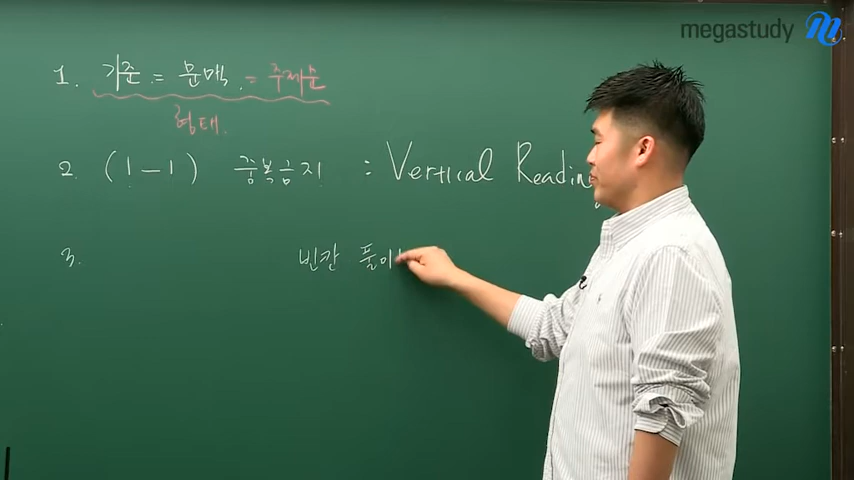 megastudy
1. 기준 = 문맥 = 주제문
형태.
2. (1-1) 중복금지 : Vertical Reading
3. 빈칸 풀이